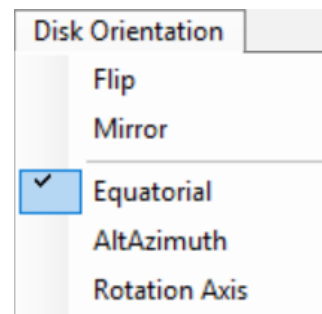 Disk Orientation
Flip
Mirror
Equatorial
AltAzimuth
Rotation Axis